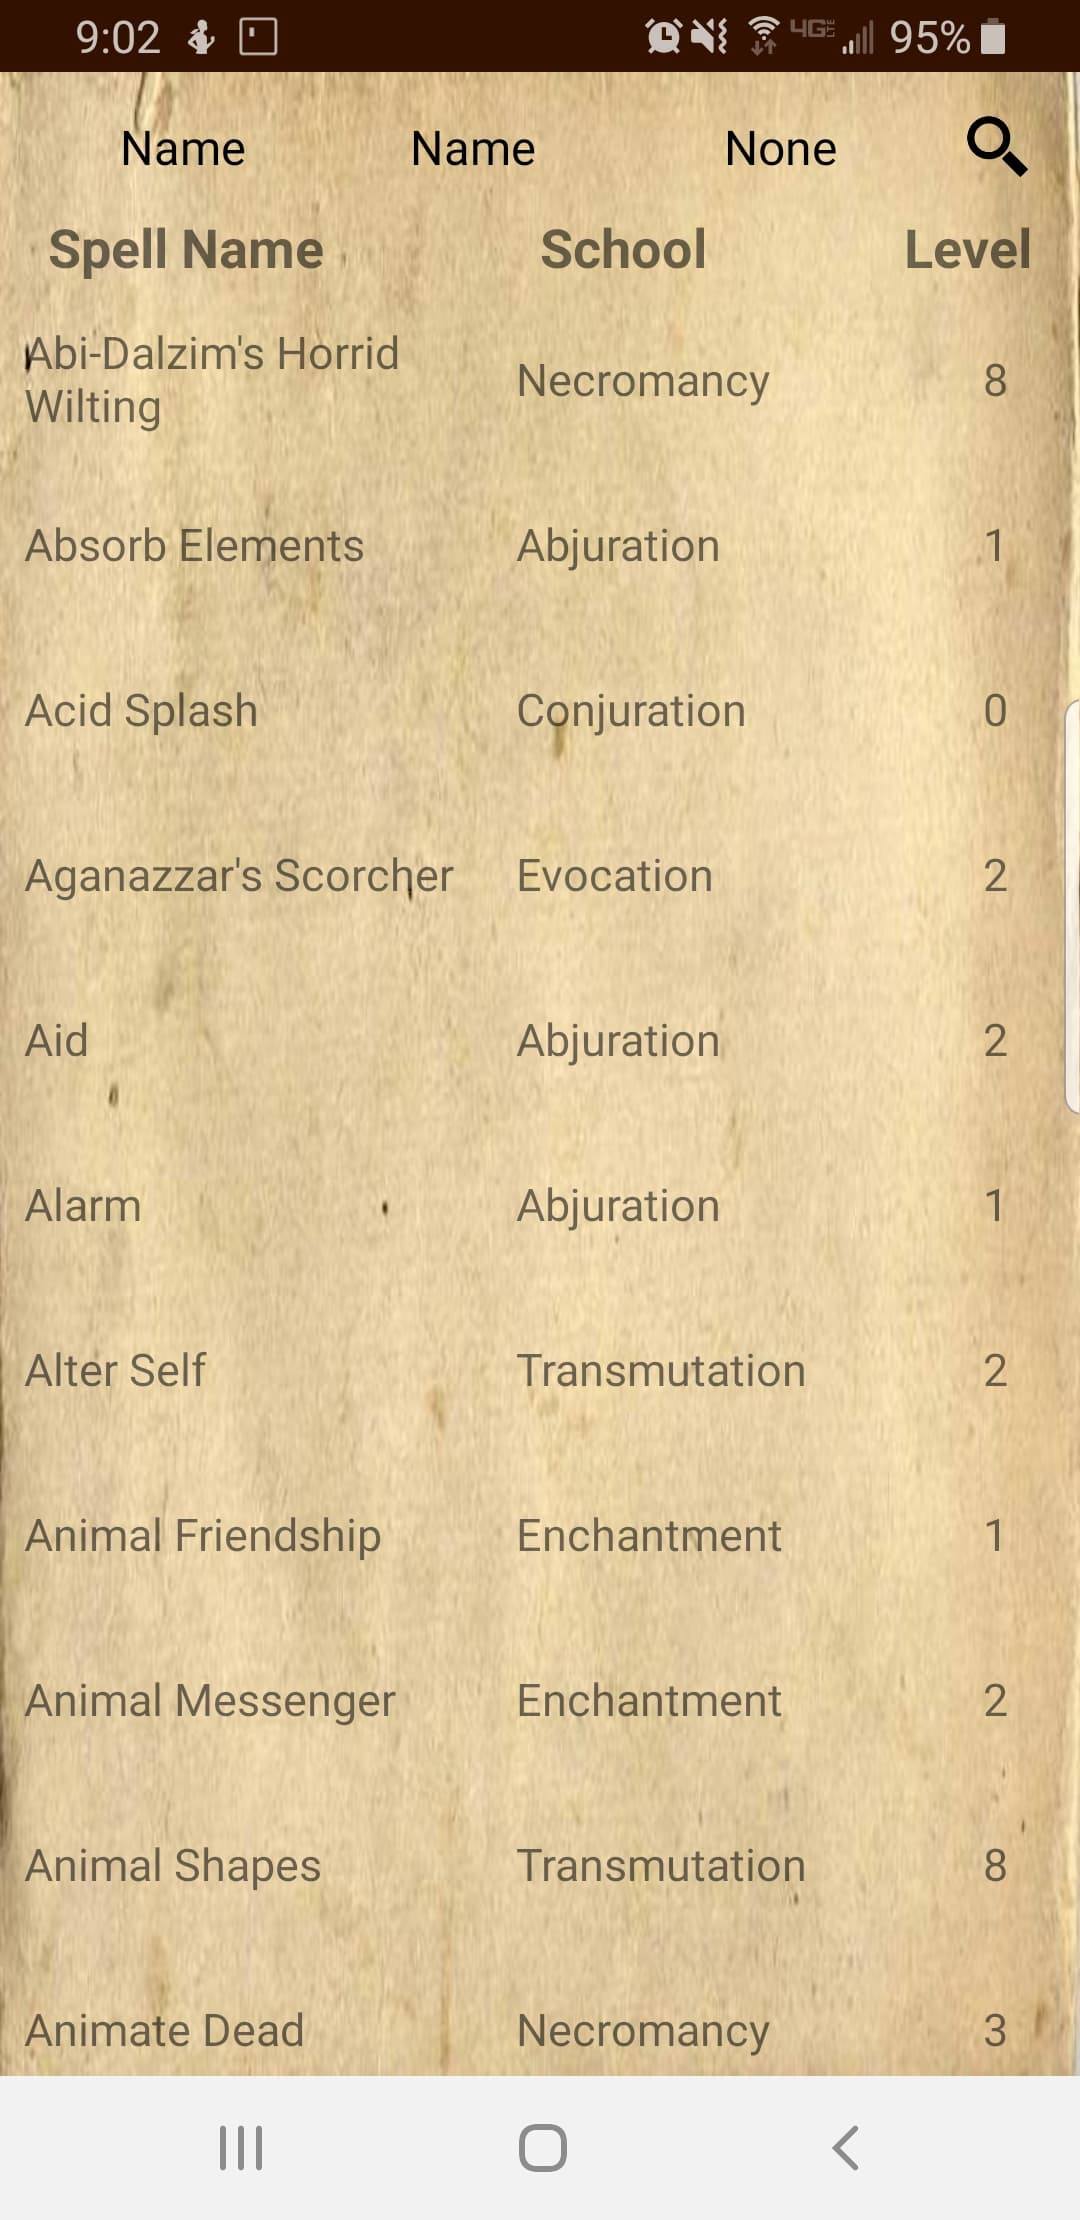 9:02 4G LTE 95%
Name Name None
Spell Name School Level
Abi-Dalzim's Horrid
Wilting Necromancy 8
Absorb Elements Abjuration 1
Acid Splash Conjuration 0
Aganazzar's Scorcher Evocation 2
Aid Abjuration 2
Alarm Abjuration 1
Alter Self Transmutation 2
Animal Friendship Enchantment 1
Animal Messenger Enchantment 2
Animal Shapes Transmutation 8
Animate Dead Necromancy 3